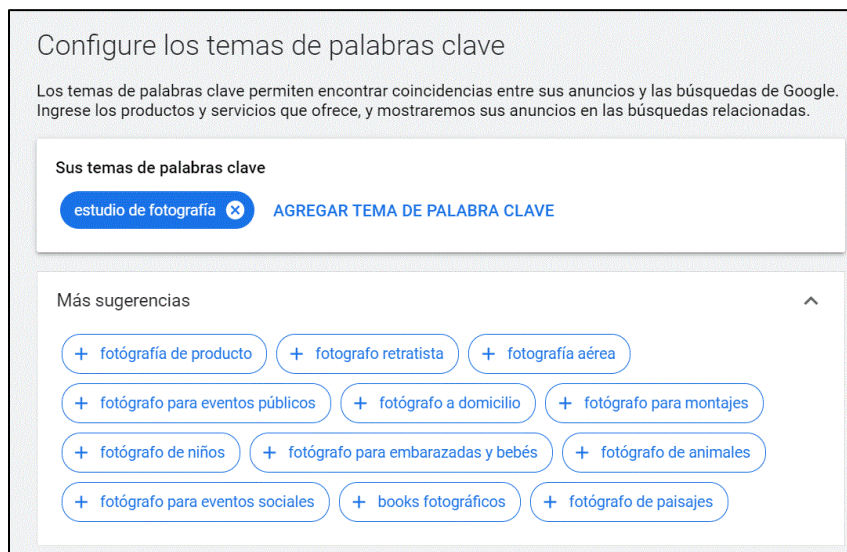 Configure los temas de palabras clave
Los temas de palabras clave permiten encontrar coincidencias entre sus anuncios y las búsquedas de Google.
Ingrese los productos y servicios que ofrece, y mostraremos sus anuncios en las búsquedas relacionadas.
Sus temas de palabras clave
estudio de fotografía AGREGAR TEMA DE PALABRA CLAVE
Más sugerencias
+ fotógrafía de producto + fotografo retratista + fotografía aérea
+ fotógrafo para eventos públicos + fotógrafo a domicilio + fotógrafo para montajes
+ fotógrafo de niños + fotógrafo para embarazadas y bebés + fotógrafo de animales
+ fotógrafo para eventos sociales + books fotográficos + fotógrafo de paisajes